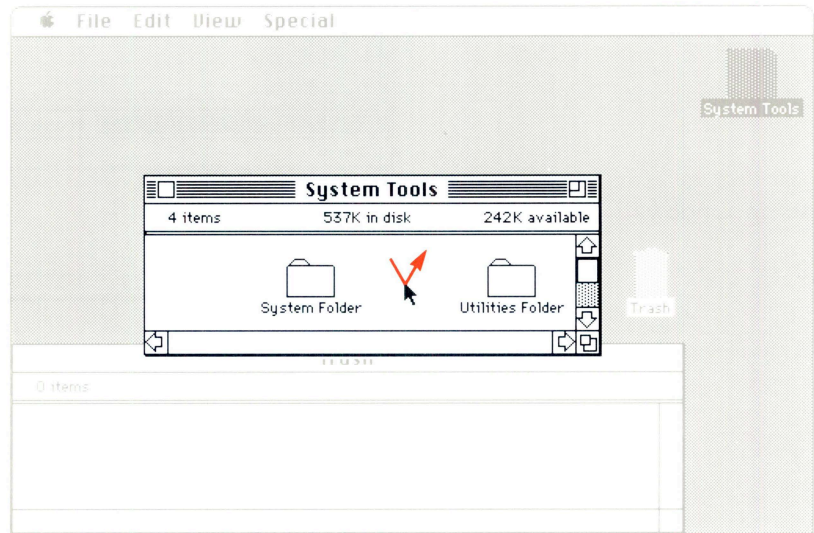 File Edit View Special
System Tools
System Tools
4 items 537K in disk 242K available
System Folder Utilities Folder
Trash
Trash
0 items